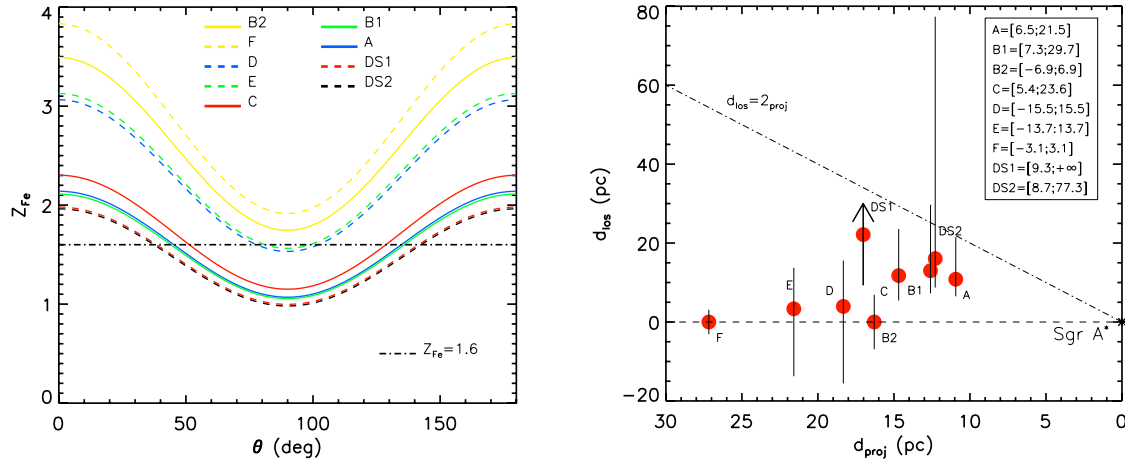 B2
F
D
E
C
B1
A
DS1
DS2
Z_Fe=1.6
Z_Fe
0
1
2
3
4
0
50
100
150
θ (deg)
A=[6.5;21.5]
B1=[7.3;29.7]
B2=[−6.9;6.9]
C=[5.4;23.6]
D=[−15.5;15.5]
E=[−13.7;13.7]
F=[−3.1;3.1]
DS1=[9.3;+∞]
DS2=[8.7;77.3]
d_los=2_proj
DS1
DS2
E
D
C
B1
A
F
B2
Sgr A*
d_los (pc)
80
60
40
20
0
−20
30
25
20
15
10
5
0
d_proj (pc)